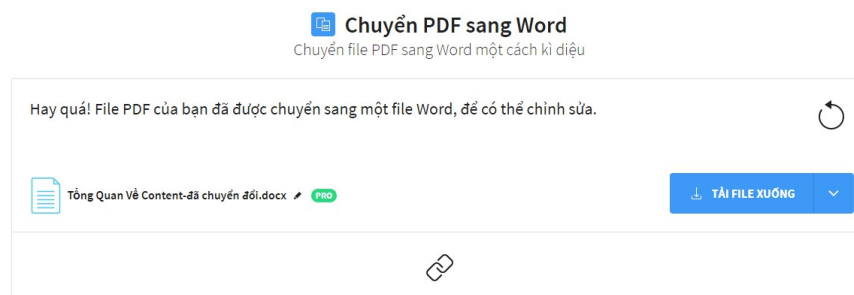 Chuyển PDF sang Word
Chuyển file PDF sang Word một cách kì diệu
Hay quá! File PDF của bạn đã được chuyển sang một file Word, để có thể chỉnh sửa.
Tổng Quan Về Content-đã chuyển đổi.docx PRO
TẢI FILE XUỐNG